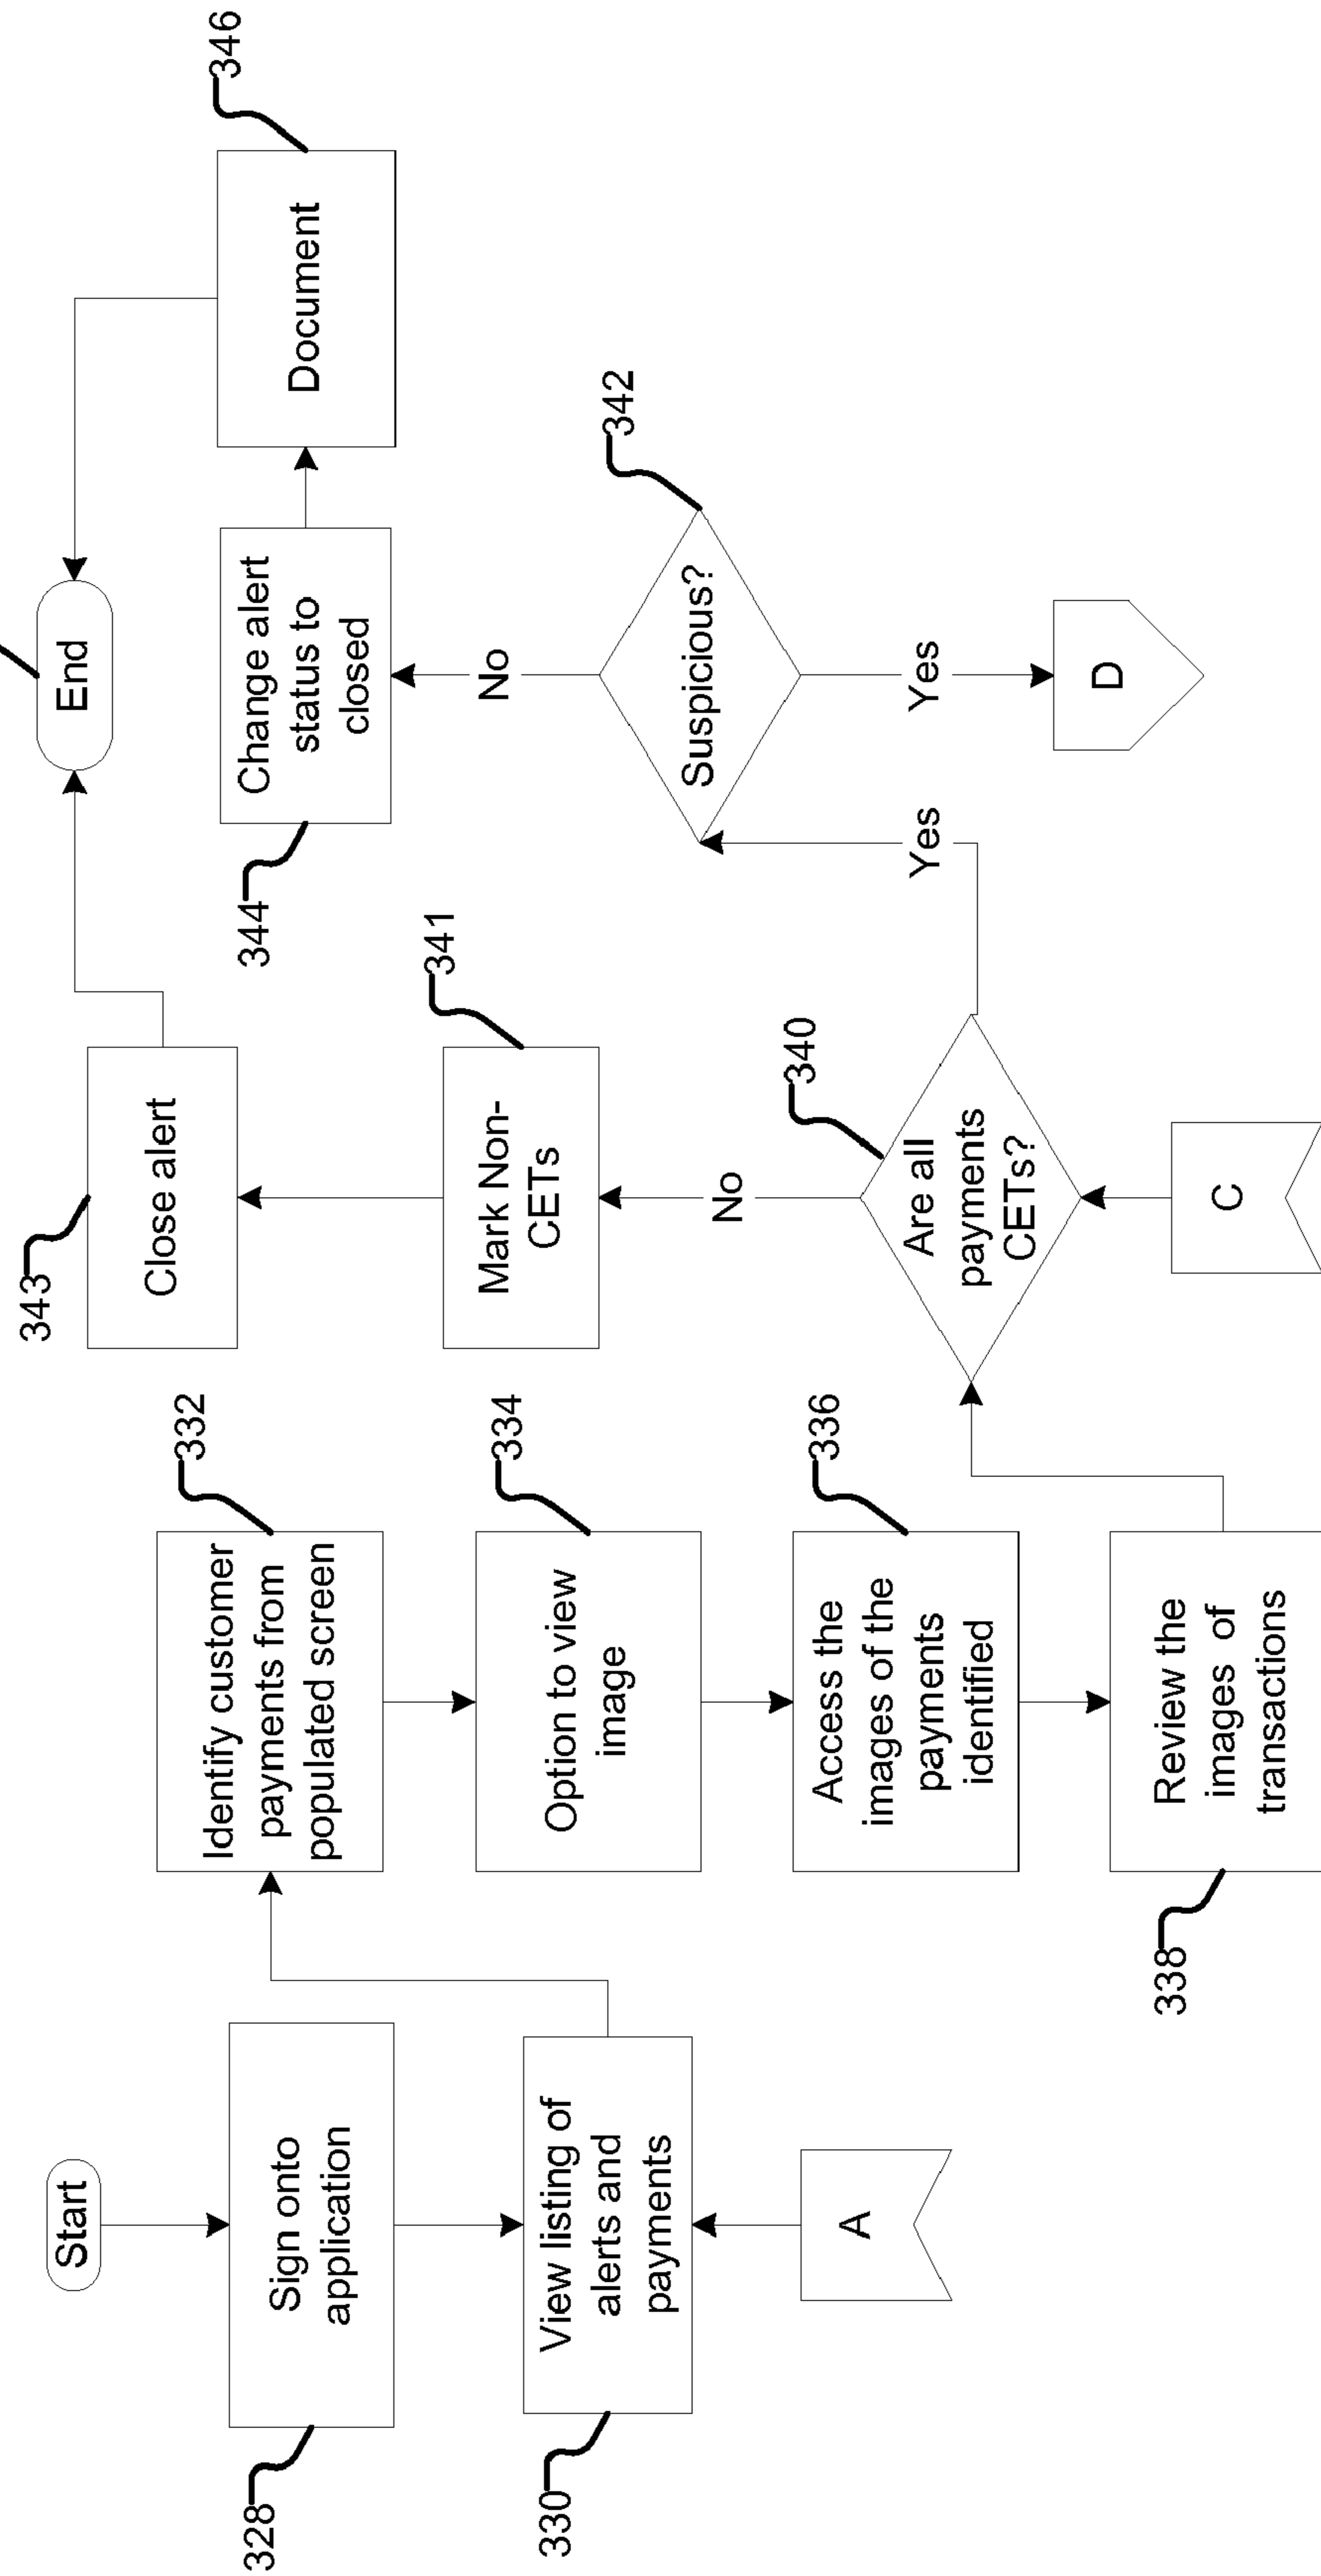 Start
328
Sign onto
application
330
View listing of
alerts and
payments
A
332
Identify customer
payments from
populated screen
334
Option to view
image
336
Access the
images of the
payments
identified
338
Review the
images of
transactions
343
Close alert
341
Mark Non-
CETs
No
340
Are all
payments
CETs?
C
Yes
End
344
Change alert
status to
closed
No
342
Suspicious?
Yes
D
346
Document